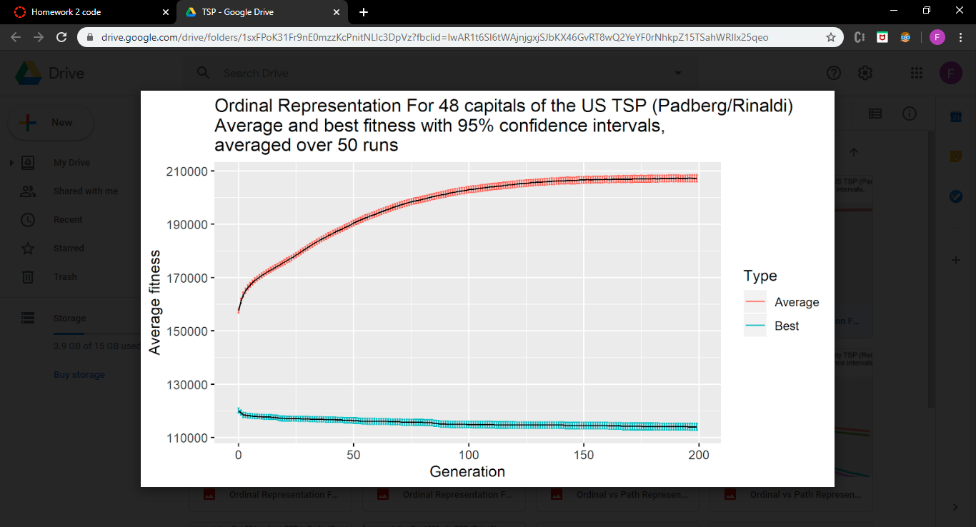 Homework 2 code
TSP - Google Drive
drive.google.com/drive/folders/1sxFPoK31Fr9nE0mzzKcPnitNLIc3DpVz?fbclid=IwAR1t6SI6tWAjnjgxjSJbKX46GvRT8wQ2YeYF0rNhkpZ15TSahWRIIx25qeo
F
Drive
Search Drive
F
New
My Drive
Shared with me
Recent
Starred
Trash
Storage
3.9 GB of 15 GB used
Buy storage
Ordinal Representation For 48 capitals of the US TSP (Padberg/Rinaldi)
Average and best fitness with 95% confidence intervals,
averaged over 50 runs
Average fitness
210000
190000
170000
150000
130000
110000
0 50 100 150 200
Generation
Type
Average
Best
Ordinal Representation F...
Ordinal Representation F...
Ordinal vs Path Represen...
Ordinal vs Path Represen...